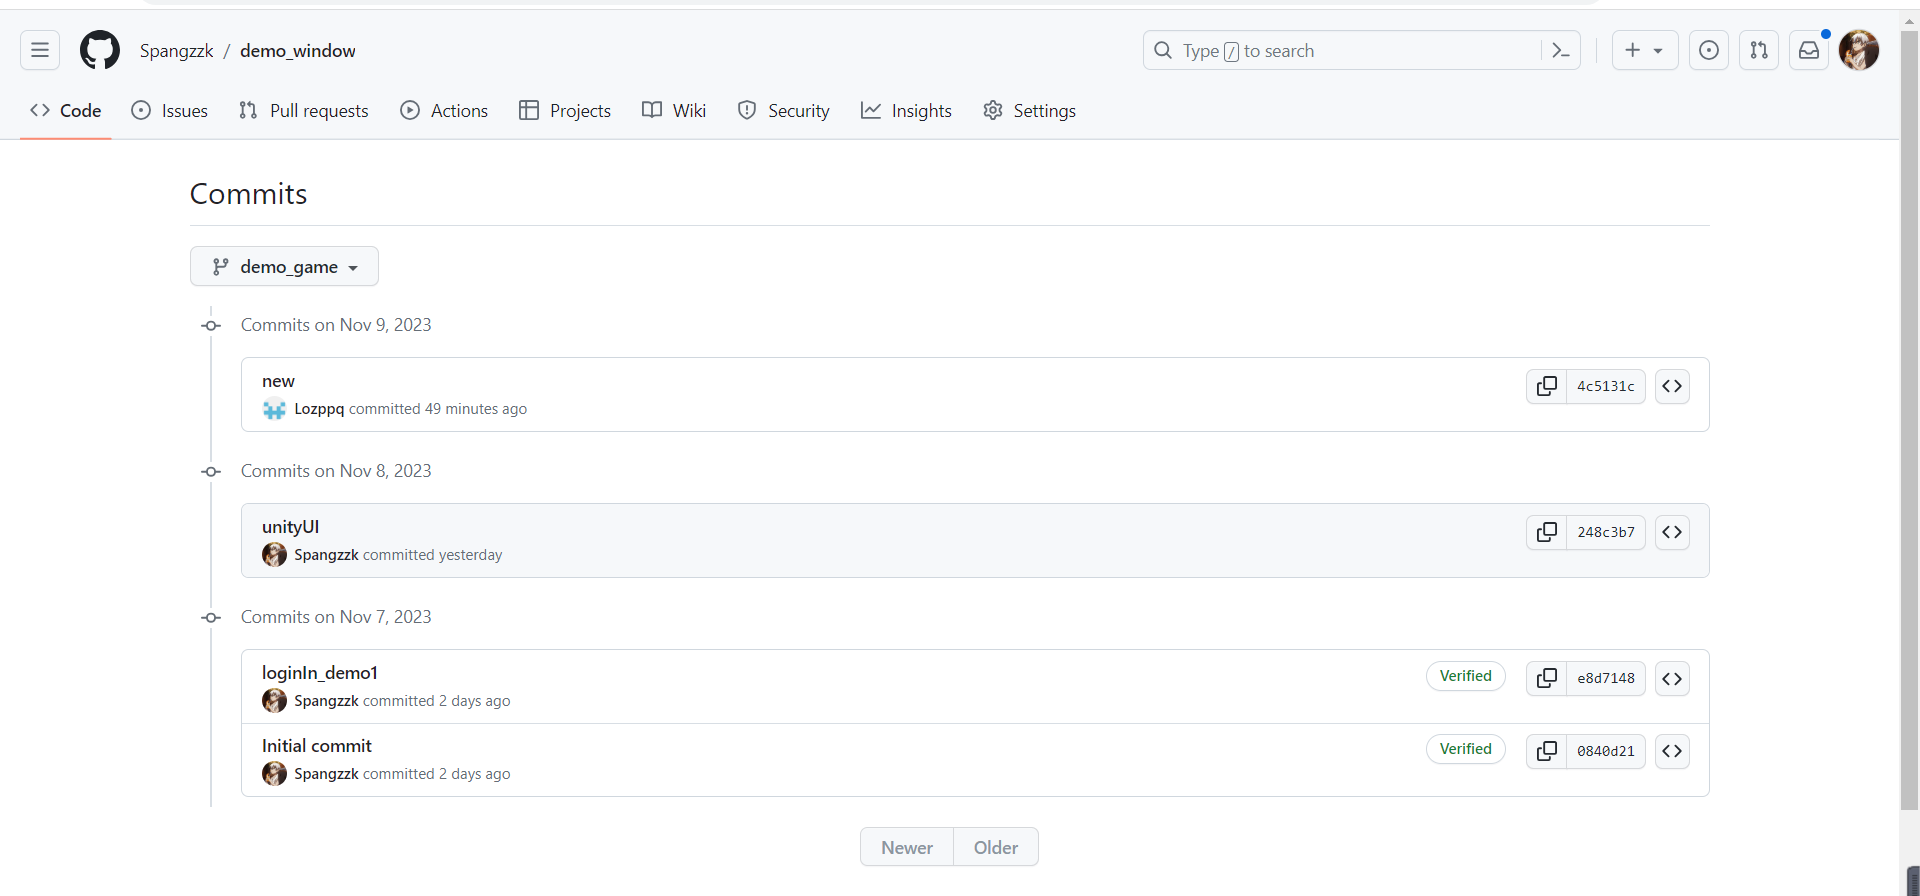 Spangzzk / demo_window
Type / to search
Code Issues Pull requests Actions Projects Wiki Security Insights Settings
Commits
demo_game
Commits on Nov 9, 2023
new
4c5131c
Lozppq committed 49 minutes ago
Commits on Nov 8, 2023
unityUI
248c3b7
Spangzzk committed yesterday
Commits on Nov 7, 2023
loginIn_demo1
Verified e8d7148
Spangzzk committed 2 days ago
Initial commit
Verified 0840d21
Spangzzk committed 2 days ago
Newer Older